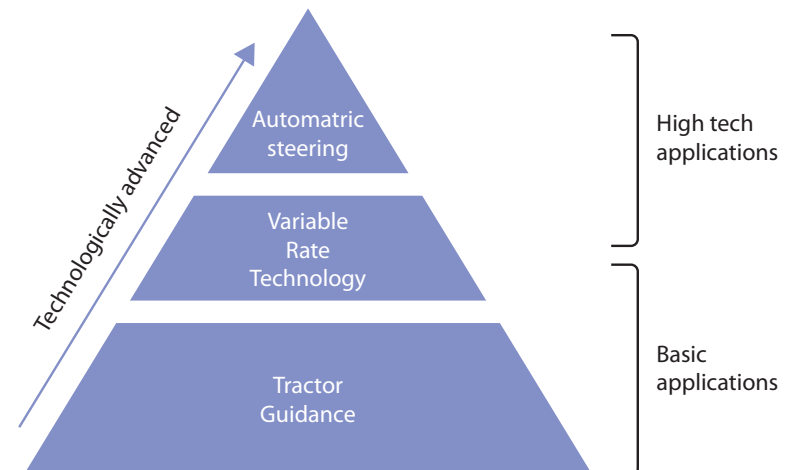 Technologically advanced
Automatric
steering
Variable
Rate
Technology
Tractor
Guidance
High tech
applications
Basic
applications